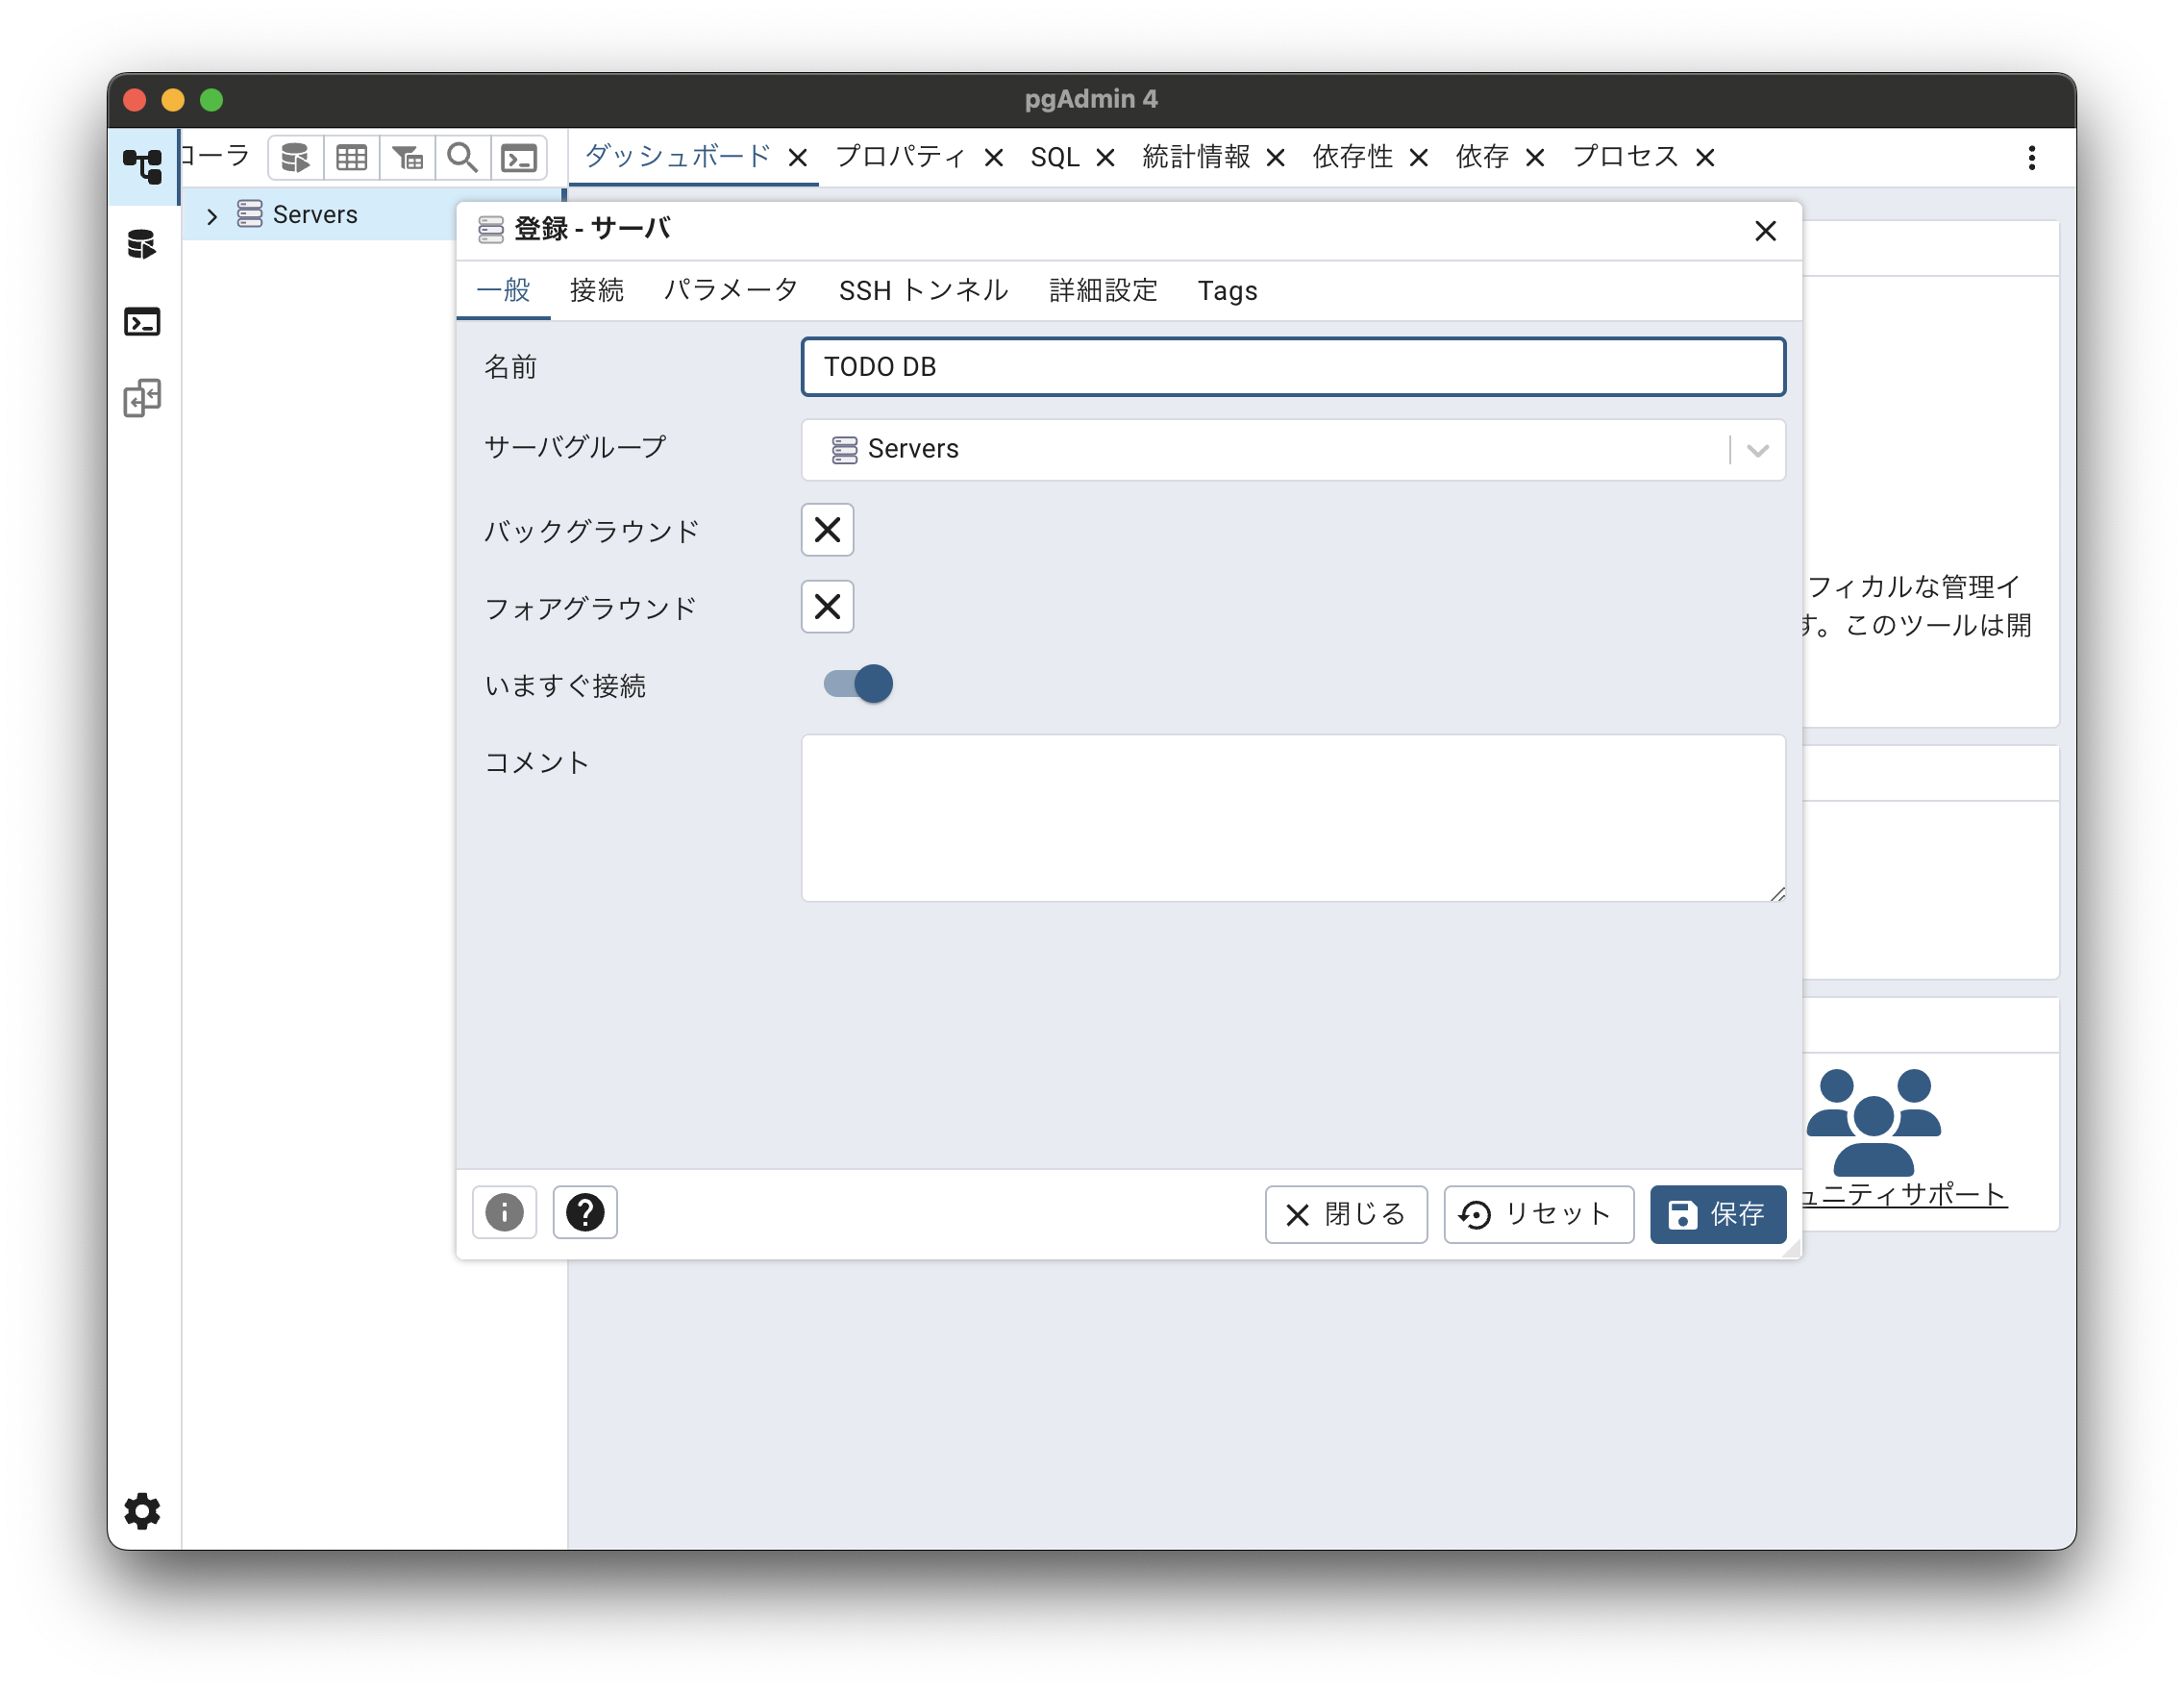 pgAdmin 4
ローラ
ダッシュボード プロパティ SQL 統計情報 依存性 依存 プロセス
Servers
登録 - サーバ
一般 接続 パラメータ SSH トンネル 詳細設定 Tags
名前 TODO DB
サーバグループ Servers
バックグラウンド
フォアグラウンド
いますぐ接続
コメント
フィカルな管理イ
す。このツールは開
ュニティサポート
閉じる リセット 保存